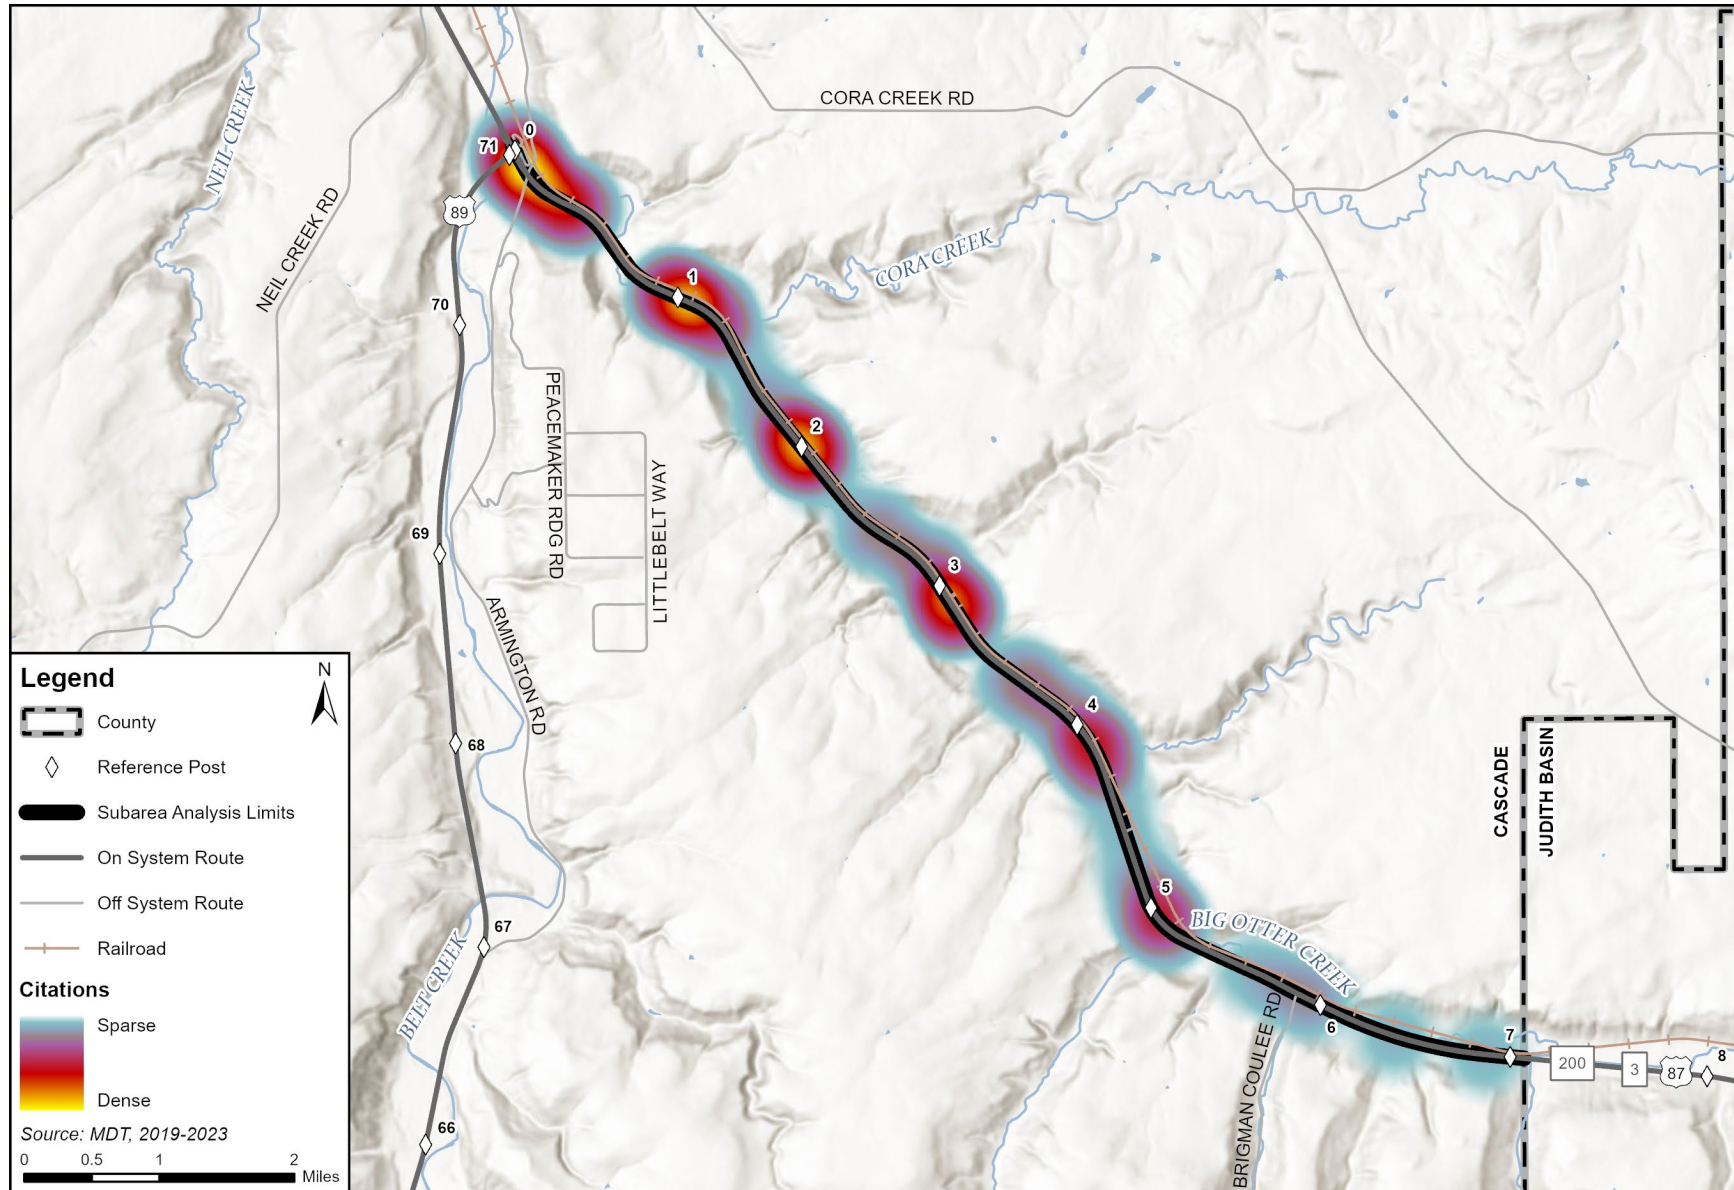 CORA CREEK RD
NEIL CREEK
0
71
89
NEIL CREEK RD
CORA CREEK
1
70
PEACEMAKER RDG RD
2
LITTLEBELT WAY
69
3
ARMINGTON RD
4
68
CASCADE
JUDITH BASIN
5
BIG OTTER CREEK
67
BELT CREEK
BRIGMAN COULEE RD
6
7
200
3
87
8
66
Legend
N
County
Reference Post
Subarea Analysis Limits
On System Route
Off System Route
Railroad
Citations
Sparse
Dense
Source: MDT, 2019-2023
0 0.5 1 2
Miles